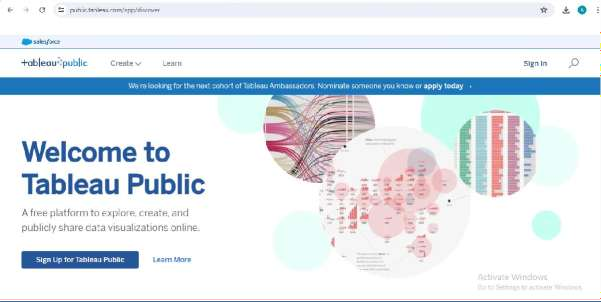 public.tableau.com/app/discover
salesforce
+ableau public
Create
Learn
Sign In
We're looking for the next cohort of Tableau Ambassadors. Nominate someone you know or apply today
Welcome to
Tableau Public
A free platform to explore, create, and
publicly share data visualizations online.
Sign Up for Tableau Public
Learn More
Activate Windows
Go to Settings to activate Windows.